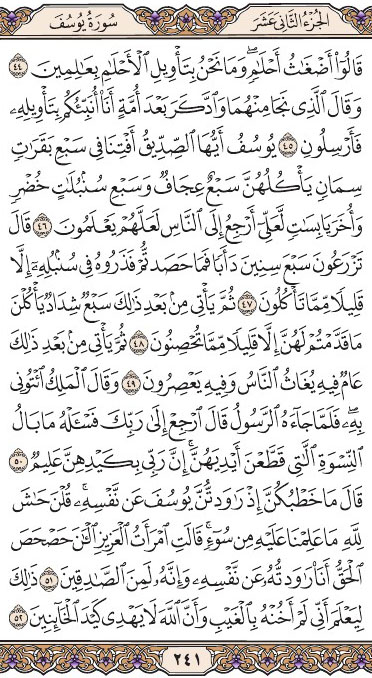 الجزء الثاني عشر سورة يوسف
قَالُوٓا۟ أَضْغَـٰثُ أَحْلَـٰمٍ ۖ وَمَا نَحْنُ بِتَأْوِيلِ ٱلْأَحْلَـٰمِ بِعَـٰلِمِينَ ٤٤
وَقَالَ ٱلَّذِى نَجَا مِنْهُمَا وَٱدَّكَرَ بَعْدَ أُمَّةٍ أَنَا۠ أُنَبِّئُكُم بِتَأْوِيلِهِۦ
فَأَرْسِلُونِ ٤٥ يُوسُفُ أَيُّهَا ٱلصِّدِّيقُ أَفْتِنَا فِى سَبْعِ بَقَرَٰتٍ
سِمَانٍ يَأْكُلُهُنَّ سَبْعٌ عِجَافٌ وَسَبْعِ سُنۢبُلَـٰتٍ خُضْرٍ
وَأُخَرَ يَابِسَـٰتٍ لَّعَلِّىٓ أَرْجِعُ إِلَى ٱلنَّاسِ لَعَلَّهُمْ يَعْلَمُونَ ٤٦ قَالَ
تَزْرَعُونَ سَبْعَ سِنِينَ دَأَبًا فَمَا حَصَدتُّمْ فَذَرُوهُ فِى سُنۢبُلِهِۦٓ إِلَّا
قَلِيلًا مِّمَّا تَأْكُلُونَ ٤٧ ثُمَّ يَأْتِى مِنۢ بَعْدِ ذَٰلِكَ سَبْعٌ شِدَادٌ يَأْكُلْنَ
مَا قَدَّمْتُمْ لَهُنَّ إِلَّا قَلِيلًا مِّمَّا تُحْصِنُونَ ٤٨ ثُمَّ يَأْتِى مِنۢ بَعْدِ ذَٰلِكَ
عَامٌ فِيهِ يُغَاثُ ٱلنَّاسُ وَفِيهِ يَعْصِرُونَ ٤٩ وَقَالَ ٱلْمَلِكُ ٱئْتُونِى
بِهِۦ ۖ فَلَمَّا جَآءَهُ ٱلرَّسُولُ قَالَ ٱرْجِعْ إِلَىٰ رَبِّكَ فَسْـَٔلْهُ مَا بَالُ
ٱلنِّسْوَةِ ٱلَّـٰتِى قَطَّعْنَ أَيْدِيَهُنَّ ۚ إِنَّ رَبِّى بِكَيْدِهِنَّ عَلِيمٌ ٥٠
قَالَ مَا خَطْبُكُنَّ إِذْ رَٰوَدتُّنَّ يُوسُفَ عَن نَّفْسِهِۦ ۚ قُلْنَ حَـٰشَ
لِلَّهِ مَا عَلِمْنَا عَلَيْهِ مِن سُوٓءٍ ۚ قَالَتِ ٱمْرَأَتُ ٱلْعَزِيزِ ٱلْـَٔـٰنَ حَصْحَصَ
ٱلْحَقُّ أَنَا۠ رَٰوَدتُّهُۥ عَن نَّفْسِهِۦ وَإِنَّهُۥ لَمِنَ ٱلصَّـٰدِقِينَ ٥١ ذَٰلِكَ
لِيَعْلَمَ أَنِّى لَمْ أَخُنْهُ بِٱلْغَيْبِ وَأَنَّ ٱللَّهَ لَا يَهْدِى كَيْدَ ٱلْخَآئِنِينَ ٥٢
٢٤١